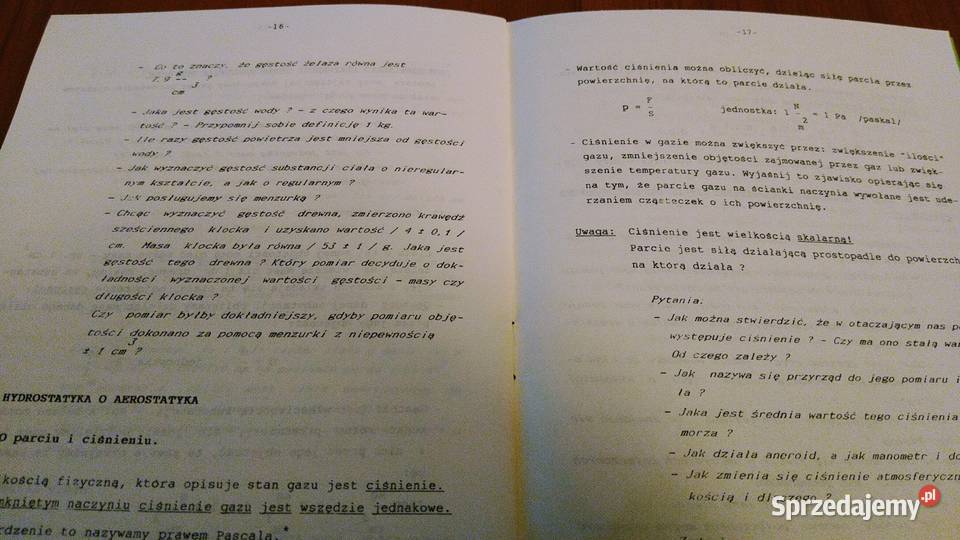 -16-
- Co to znaczy, że gęstość żelaza równa jest
7,9 g/cm3 ?
- Jaka jest gęstość wody ? - z czego wynika ta war-
tość ? - Przypomnij sobie definicję 1 kg.
- Ile razy gęstość powietrza jest mniejsza od gęstości
wody ?
- Jak wyznaczyć gęstość substancji ciała o nieregular-
nym kształcie, a jak o regularnym ?
- Jak posługujemy się menzurką ?
- Chcąc wyznaczyć gęstość drewna, zmierzono krawędź
sześciennego klocka i uzyskano wartość / 4 ± 0,1 /
cm. Masa klocka była równa / 53 ± 1 / g. Jaka jest
gęstość tego drewna ? Który pomiar decyduje o dok-
ładności wyznaczonej wartości gęstości - masy czy
długości klocka ?
Czy pomiar byłby dokładniejszy, gdyby pomiaru obję-
tości dokonano za pomocą menzurki z niepewnością
± 1 cm3 ?
HYDROSTATYKA O AEROSTATYKA
O parciu i ciśnieniu.
kością fizyczną, która opisuje stan gazu jest ciśnienie.
mkniętym naczyniu ciśnienie gazu jest wszędzie jednakowe.
rdzenie to nazywamy prawem Pascala.*
-17-
- Wartość ciśnienia można obliczyć, dzieląc siłę parcia przez
powierzchnię, na którą to parcie działa.
p = F/S jednostka: 1 N/m2 = 1 Pa /paskal/
- Ciśnienie w gazie można zwiększyć przez: zwiększenie "ilości"
gazu, zmniejszenie objętości zajmowanej przez gaz lub zwięk-
szenie temperatury gazu. Wyjaśnij to zjawisko opierając się
na tym, że parcie gazu na ścianki naczynia wywołane jest ude-
rzaniem cząsteczek o ich powierzchnię.
Uwaga: Ciśnienie jest wielkością skalarną!
Parcie jest siłą działającą prostopadle do powierzch
na którą działa ?
Pytania:
- Jak można stwierdzić, że w otaczającym nas p
występuje ciśnienie ? - Czy ma ono stałą war
Od czego zależy ?
- Jak nazywa się przyrząd do jego pomiaru i
ła ?
- Jaka jest średnia wartość tego ciśnienia
morza ?
- Jak działa aneroid, a jak manometr i do
- Jak zmienia się ciśnienie atmosferyczn
kością i dlaczego ?
Sprzedajemy.pl